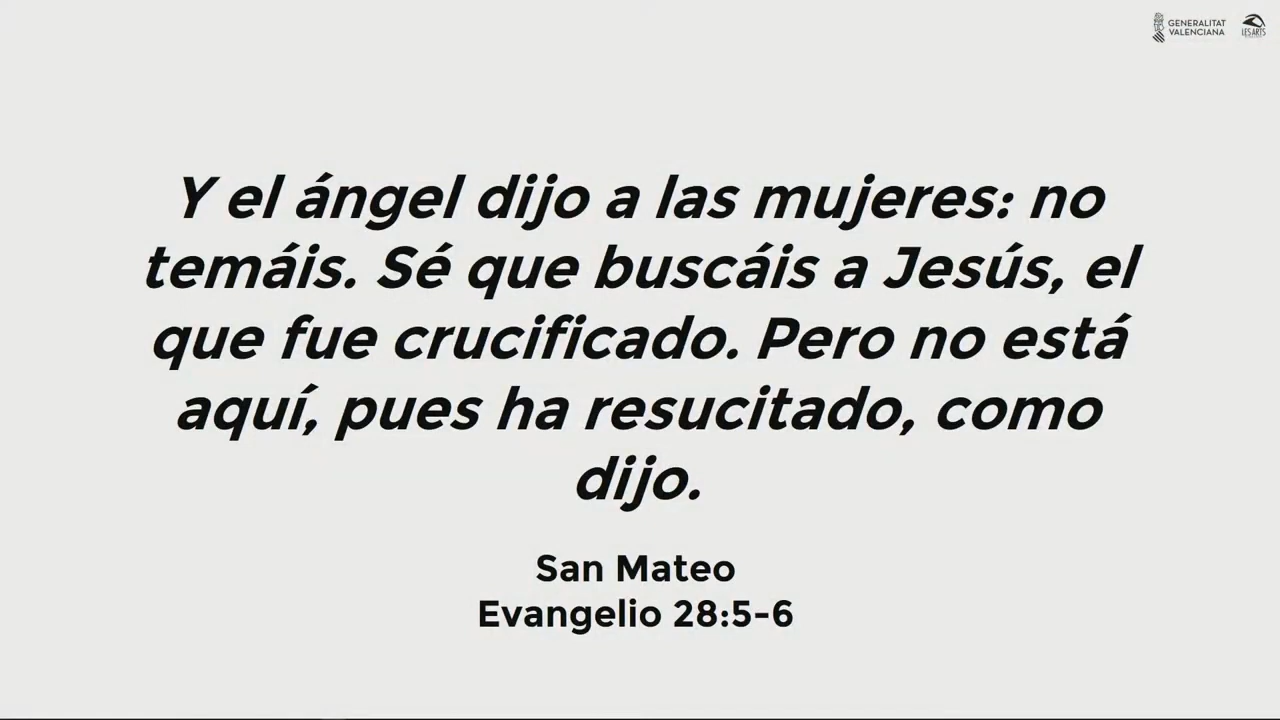 GENERALITAT
VALENCIANA
LES ARTS
Y el ángel dijo a las mujeres: no
temáis. Sé que buscáis a Jesús, el
que fue crucificado. Pero no está
aquí, pues ha resucitado, como
dijo.
San Mateo
Evangelio 28:5-6